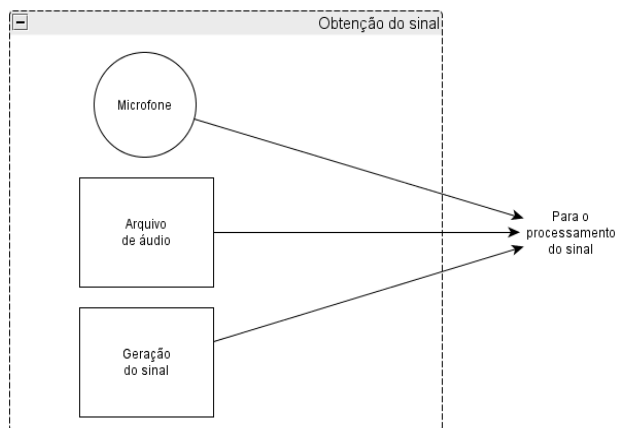 Obtenção do sinal
Microfone
Arquivo
de áudio
Para o
processamento
do sinal
Geração
do sinal